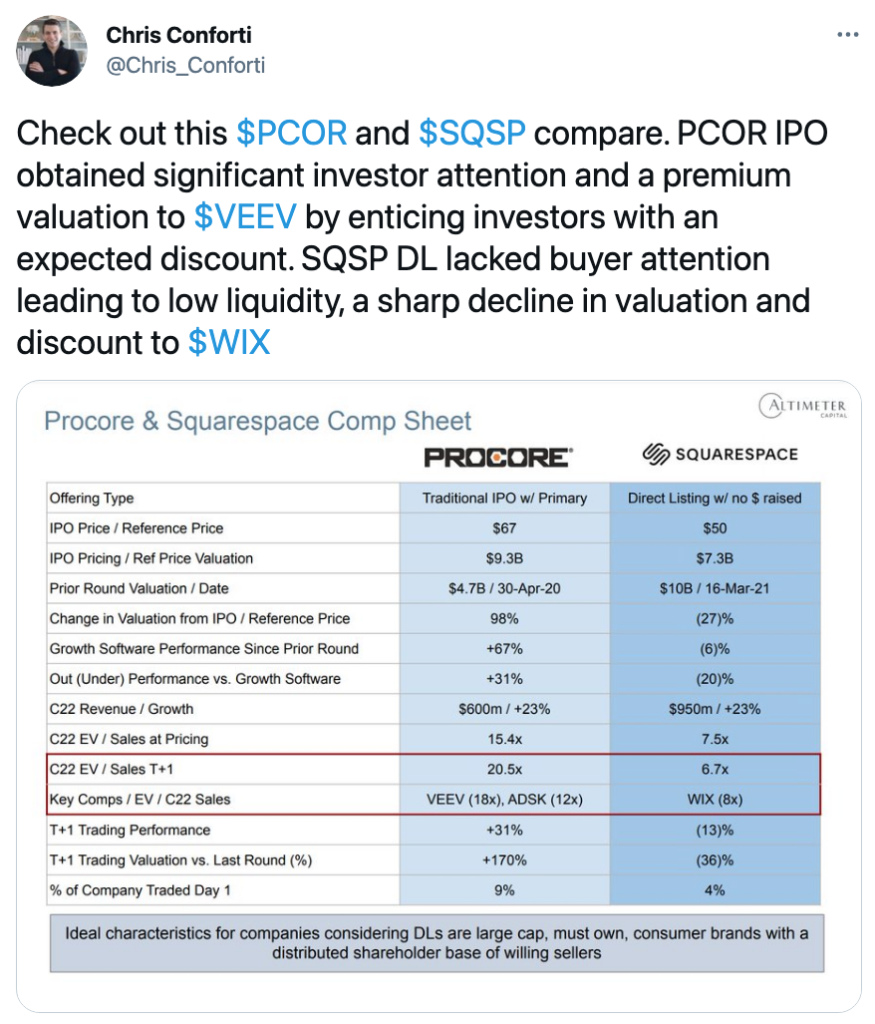 Chris Conforti
@Chris_Conforti
Check out this $PCOR and $SQSP compare. PCOR IPO
obtained significant investor attention and a premium
valuation to $VEEV by enticing investors with an
expected discount. SQSP DL lacked buyer attention
leading to low liquidity, a sharp decline in valuation and
discount to $WIX
ALTIMETER
CAPITAL
Procore & Squarespace Comp Sheet
PROCORE® SQUARESPACE
Offering Type Traditional IPO w/ Primary Direct Listing w/ no $ raised
IPO Price / Reference Price $67 $50
IPO Pricing / Ref Price Valuation $9.3B $7.3B
Prior Round Valuation / Date $4.7B / 30-Apr-20 $10B / 16-Mar-21
Change in Valuation from IPO / Reference Price 98% (27)%
Growth Software Performance Since Prior Round +67% (6)%
Out (Under) Performance vs. Growth Software +31% (20)%
C22 Revenue / Growth $600m / +23% $950m / +23%
C22 EV / Sales at Pricing 15.4x 7.5x
C22 EV / Sales T+1 20.5x 6.7x
Key Comps / EV / C22 Sales VEEV (18x), ADSK (12x) WIX (8x)
T+1 Trading Performance +31% (13)%
T+1 Trading Valuation vs. Last Round (%) +170% (36)%
% of Company Traded Day 1 9% 4%
Ideal characteristics for companies considering DLs are large cap, must own, consumer brands with a
distributed shareholder base of willing sellers